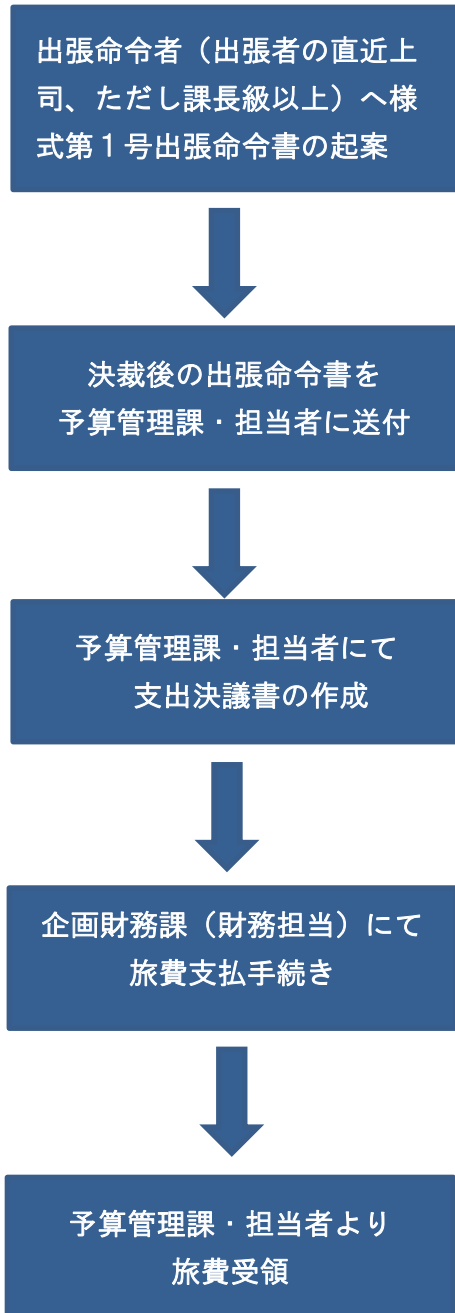 出張命令者（出張者の直近上
司、ただし課長級以上）へ様
式第１号出張命令書の起案
決裁後の出張命令書を
予算管理課・担当者に送付
予算管理課・担当者にて
支出決議書の作成
企画財務課（財務担当）にて
旅費支払手続き
予算管理課・担当者より
旅費受領